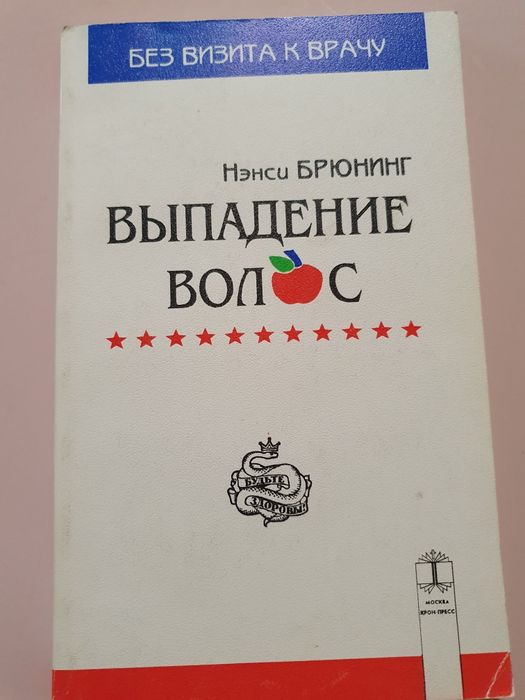 БЕЗ ВИЗИТА К ВРАЧУ
Нэнси БРЮНИНГ
ВЫПАДЕНИЕ
ВОЛОС
БУДЬТЕ
ЗДОРОВЫ!
МОСКВА
КРОН-ПРЕСС